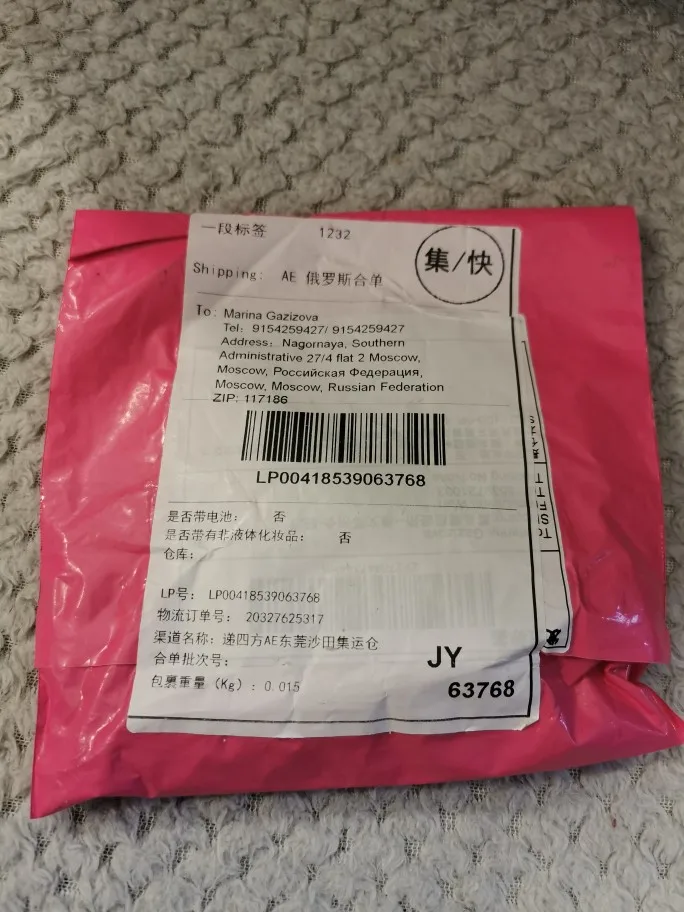 一段标签 1232
集/快
Shipping: AE 俄罗斯合单
To: Marina Gazizova
Tel: 9154259427/ 9154259427
Address: Nagornaya, Southern
Administrative 27/4 flat 2 Moscow,
Moscow, Российская Федерация,
Moscow, Moscow, Russian Federation
ZIP: 117186
LP00418539063768
是否带电池: 否
是否带有非液体化妆品: 否
仓库:
LP号: LP00418539063768
物流订单号: 20327625317
渠道名称: 递四方AE东莞沙田集运仓
合单批次号:
JY
包裹重量 (Kg) : 0.015
63768